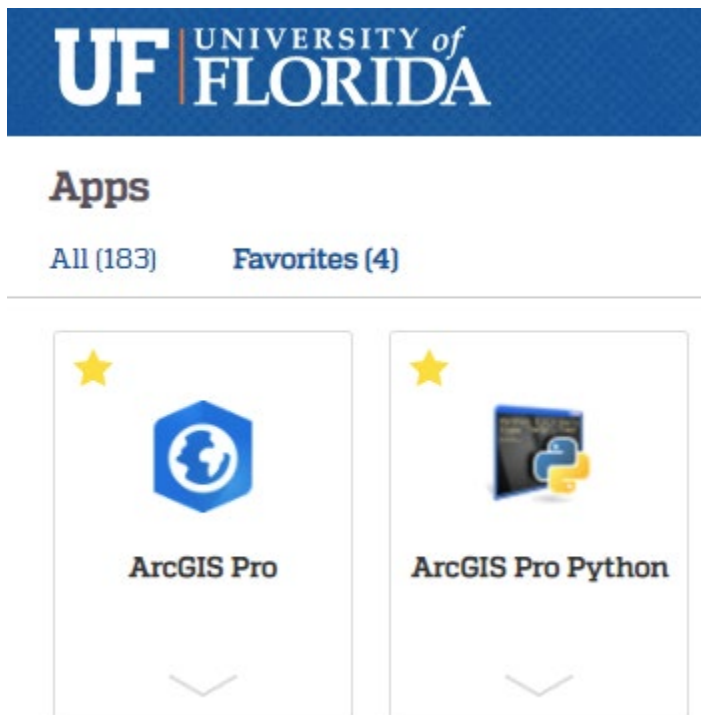 UF UNIVERSITY of
FLORIDA
Apps
All (183) Favorites (4)
ArcGIS Pro ArcGIS Pro Python